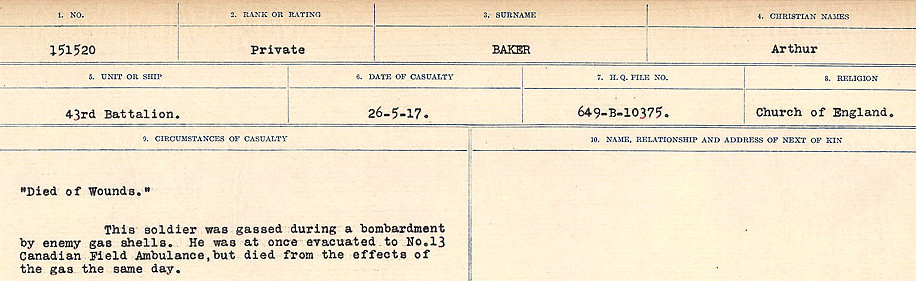 1. NO. 2. RANK OR RATING 3. SURNAME 4. CHRISTIAN NAMES
151520 Private BAKER Arthur
5. UNIT OR SHIP 6. DATE OF CASUALTY 7. H.Q. FILE NO. 8. RELIGION
43rd Battalion. 26-5-17. 649-B-10375. Church of England.
9. CIRCUMSTANCES OF CASUALTY 10. NAME, RELATIONSHIP AND ADDRESS OF NEXT OF KIN
"Died of Wounds."
This soldier was gassed during a bombardment
by enemy gas shells. He was at once evacuated to No.13
Canadian Field Ambulance,but died from the effects of
the gas the same day.